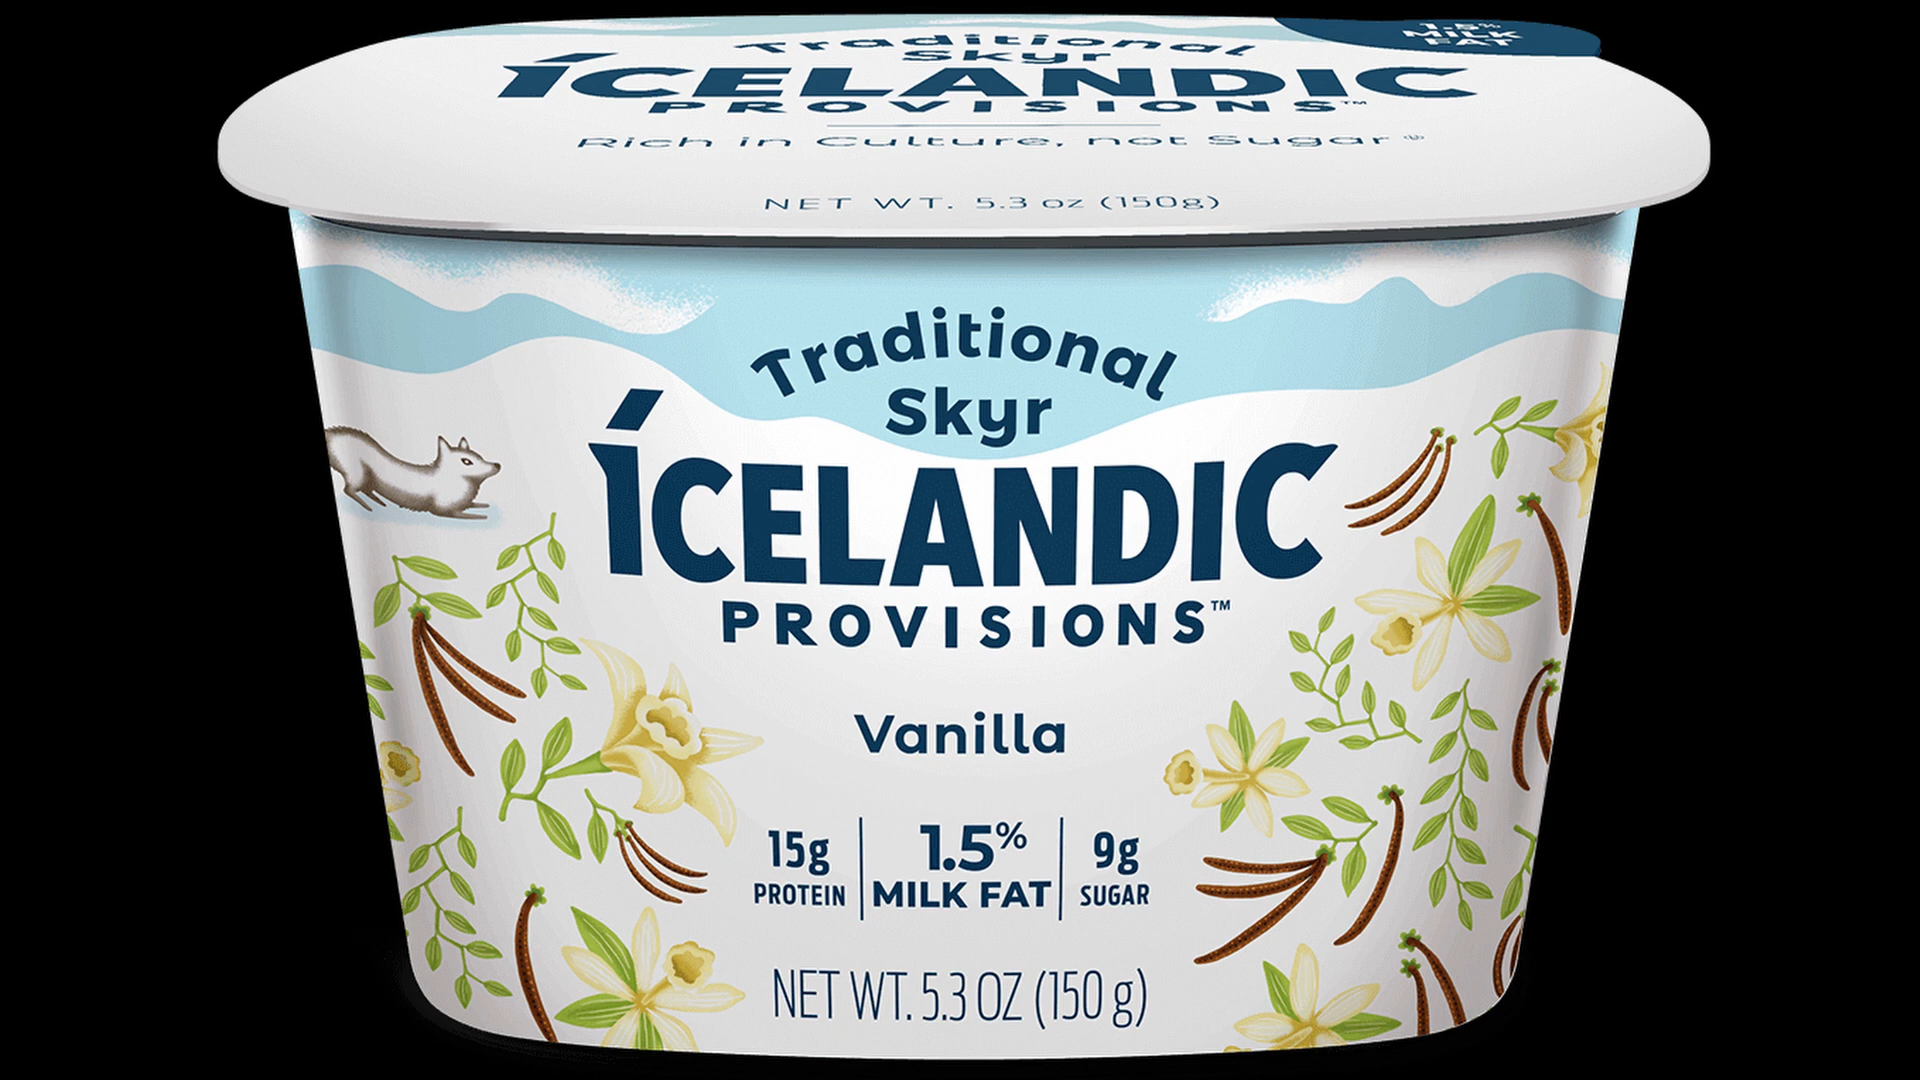 1.5%
MILK
FAT
Traditional
Skyr
ÍCELANDIC
PROVISIONS™
Rich in Culture, not Sugar®
NET WT. 5.3 oz (150g)
Traditional
Skyr
ÍCELANDIC
PROVISIONS™
Vanilla
15g 1.5% 9g
PROTEIN MILK FAT SUGAR
NET WT. 5.3 OZ (150 g)